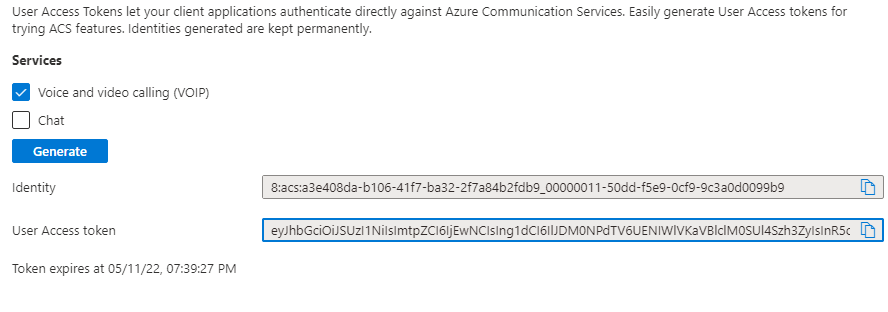 User Access Tokens let your client applications authenticate directly against Azure Communication Services. Easily generate User Access tokens for
trying ACS features. Identities generated are kept permanently.
Services
Voice and video calling (VOIP)
Chat
Generate
Identity
8:acs:a3e408da-b106-41f7-ba32-2f7a84b2fdb9_00000011-50dd-f5e9-0cf9-9c3a0d0099b9
User Access token
Token expires at 05/11/22, 07:39:27 PM